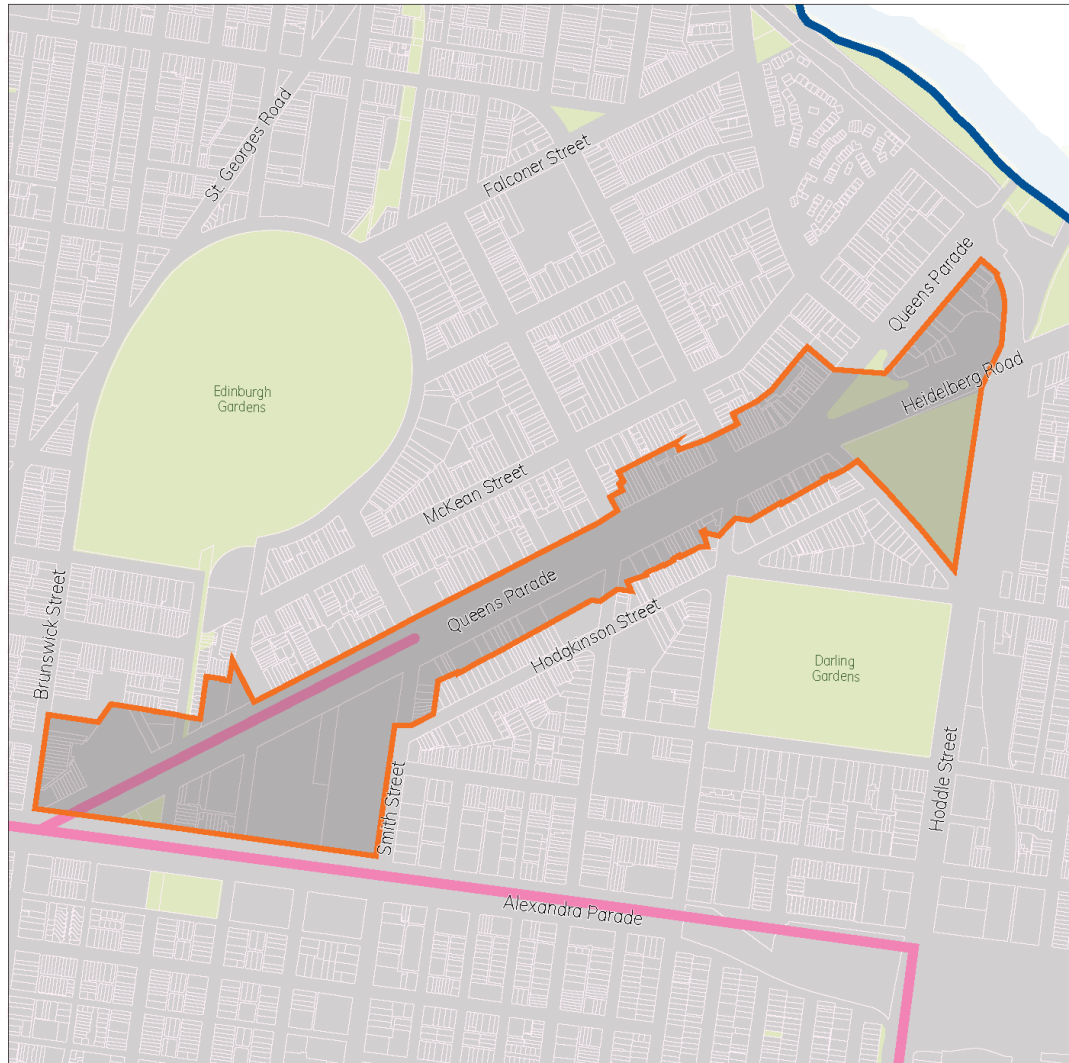 St. Georges Road
Falconer Street
Queens Parade
Heidelberg Road
Edinburgh
Gardens
McKean Street
Queens Parade
Hodgkinson Street
Brunswick Street
Darling
Gardens
Smith Street
Hoddle Street
Alexandra Parade